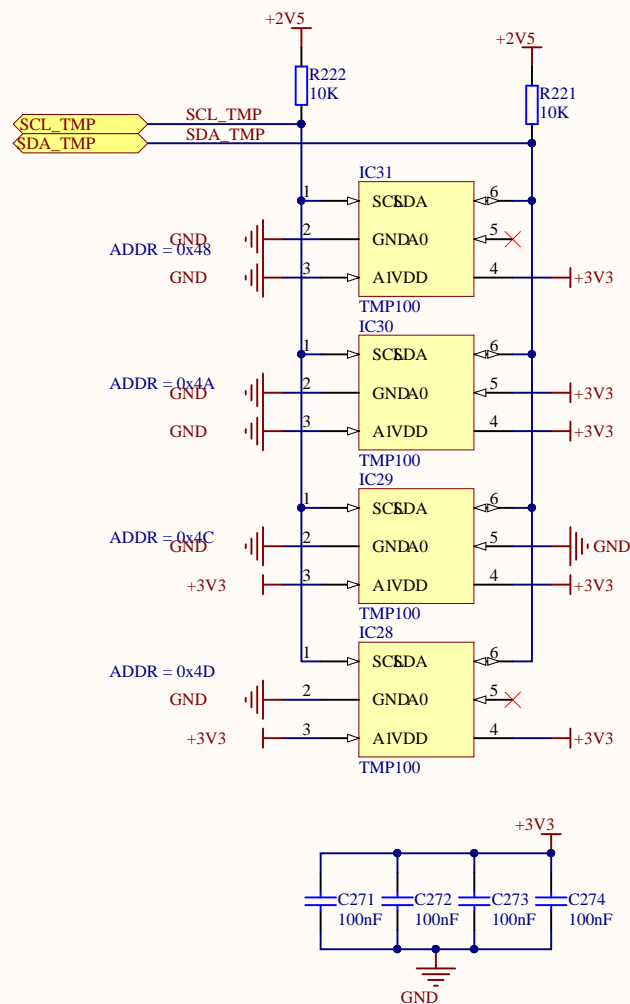 +2V5
+2V5
R222
10K
R221
10K
SCL_TMP
SCL_TMP
SDA_TMP
SDA_TMP
IC31
1
SCL
SDA
6
GND
2
GND
A0
5
ADDR = 0x48
GND
3
A1
VDD
4
+3V3
TMP100
IC30
1
SCL
SDA
6
ADDR = 0x4A
GND
2
GND
A0
5
+3V3
GND
3
A1
VDD
4
+3V3
TMP100
IC29
1
SCL
SDA
6
ADDR = 0x4C
GND
2
GND
A0
5
GND
+3V3
3
A1
VDD
4
+3V3
TMP100
IC28
1
SCL
SDA
6
ADDR = 0x4D
GND
2
GND
A0
5
+3V3
3
A1
VDD
4
+3V3
TMP100
+3V3
C271
100nF
C272
100nF
C273
100nF
C274
100nF
GND